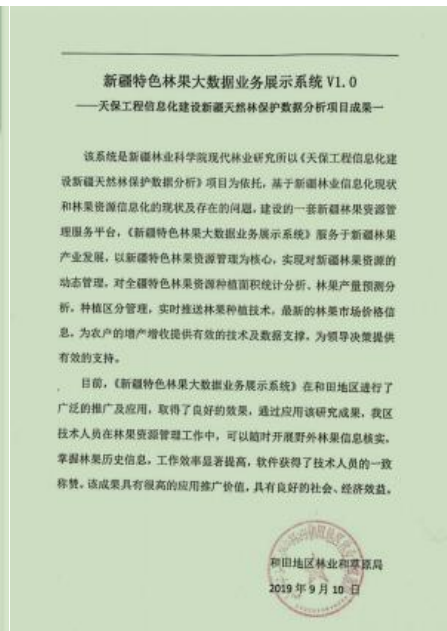 新疆特色林果大数据业务展示系统 V1.0
——天保工程信息化建设新疆天然林保护数据分析项目成果一
该系统是新疆林业科学院现代林业研究所以《天保工程信息化建
设新疆天然林保护数据分析》项目为依托，基于新疆林业信息化现状
和林果资源信息化的现状及存在的问题，建设的一套新疆林果资源管
理服务平台，《新疆特色林果大数据业务展示系统》服务于新疆林果
产业发展，以新疆特色林果资源管理为核心，实现对新疆林果资源的
动态管理，对全疆特色林果资源种植面积统计分析、林果产量预测分
析，种植区分管理，实时推送林果种植技术，最新的林果市场价格信
息，为农户的增产增收提供有效的技术及数据支撑，为领导决策提供
有效的支持。
目前，《新疆特色林果大数据业务展示系统》在和田地区进行了
广泛的推广及应用，取得了良好的效果，通过应用该研究成果，我区
技术人员在林果资源管理工作中，可以随时开展野外林果信息核实，
掌握林果历史信息，工作效率显著提高，软件获得了技术人员的一致
称赞。该成果具有很高的应用推广价值，具有良好的社会、经济效益。
和田地区林业和草原局
2019 年 9 月 10 日